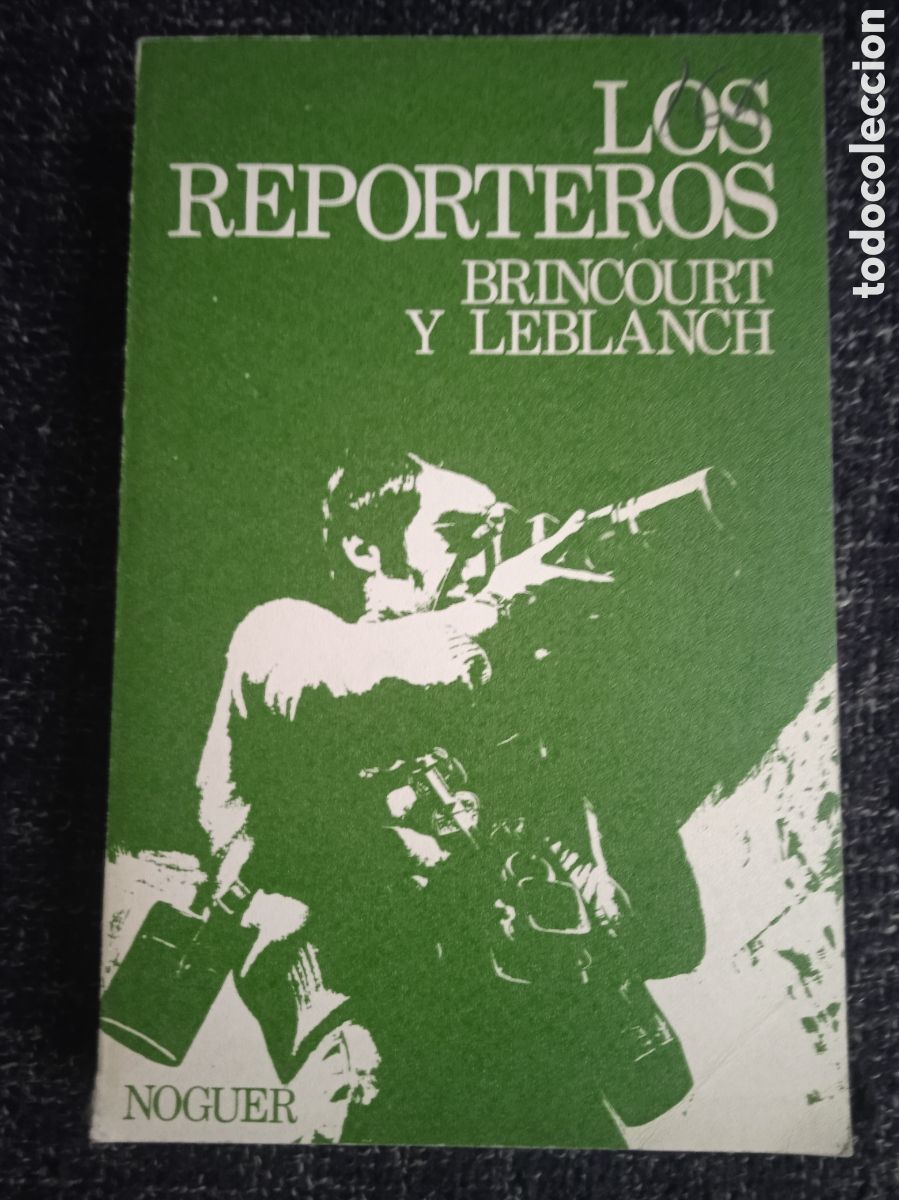 LOS
REPORTEROS
BRINCOURT
Y LEBLANCH
NOGUER
todocoleccion